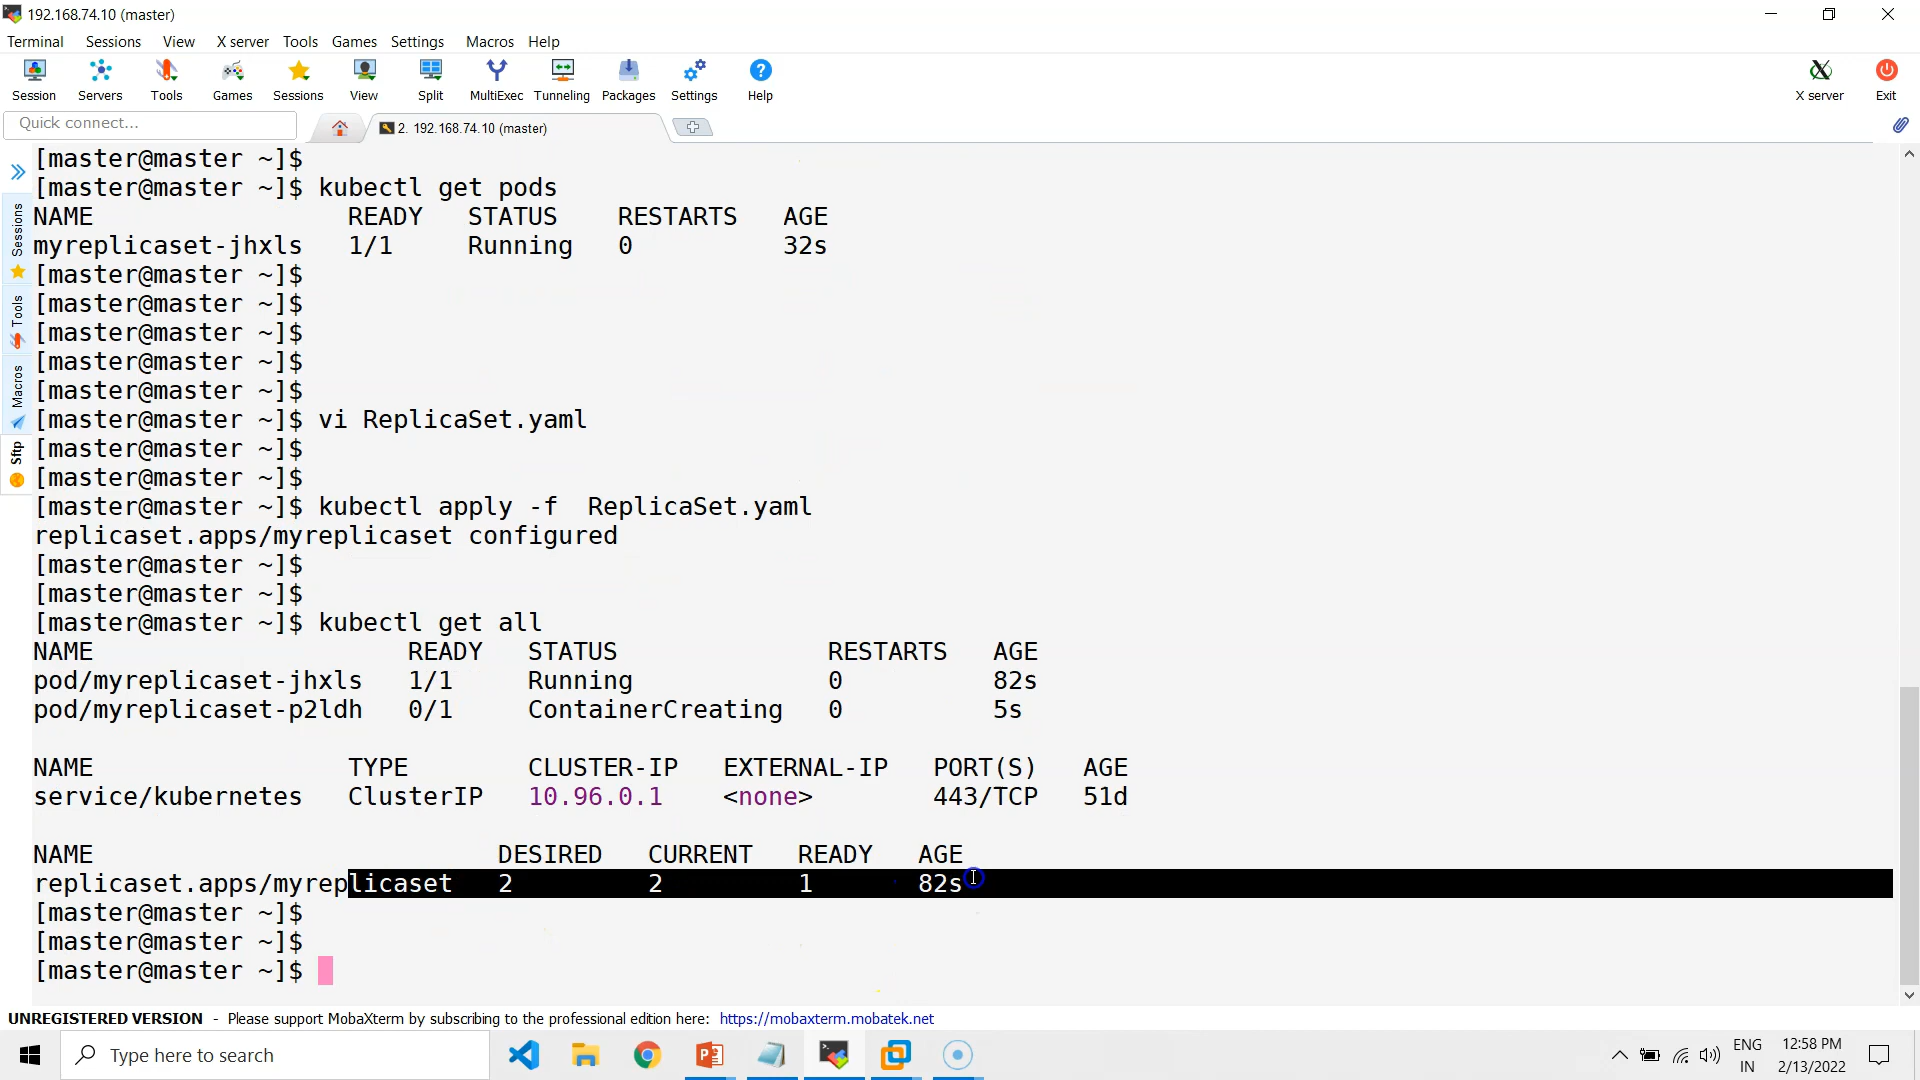 192.168.74.10 (master)
Terminal Sessions View X server Tools Games Settings Macros Help
Session Servers Tools Games Sessions View Split MultiExec Tunneling Packages Settings Help X server Exit
Quick connect...
2. 192.168.74.10 (master)
Sessions
Tools
Macros
Sftp
[master@master ~]$
[master@master ~]$ kubectl get pods
NAME READY STATUS RESTARTS AGE
myreplicaset-jhxls 1/1 Running 0 32s
[master@master ~]$
[master@master ~]$
[master@master ~]$
[master@master ~]$
[master@master ~]$
[master@master ~]$ vi ReplicaSet.yaml
[master@master ~]$
[master@master ~]$
[master@master ~]$ kubectl apply -f  ReplicaSet.yaml
replicaset.apps/myreplicaset configured
[master@master ~]$
[master@master ~]$
[master@master ~]$ kubectl get all
NAME READY STATUS RESTARTS AGE
pod/myreplicaset-jhxls 1/1 Running 0 82s
pod/myreplicaset-p2ldh 0/1 ContainerCreating 0 5s
NAME TYPE CLUSTER-IP EXTERNAL-IP PORT(S) AGE
service/kubernetes ClusterIP 10.96.0.1 <none> 443/TCP 51d
NAME DESIRED CURRENT READY AGE
replicaset.apps/myreplicaset 2 2 1 82s
[master@master ~]$
[master@master ~]$
[master@master ~]$
UNREGISTERED VERSION - Please support MobaXterm by subscribing to the professional edition here: https://mobaxterm.mobatek.net
Type here to search
ENG
IN
12:58 PM
2/13/2022